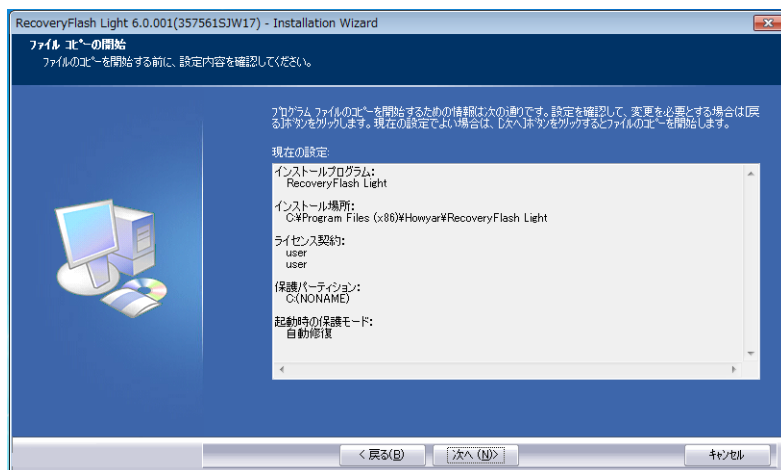 RecoveryFlash Light 6.0.001(357561SJW17) - Installation Wizard
ファイル コピーの開始
ファイルのコピーを開始する前に、設定内容を確認してください。
プログラム ファイルのコピーを開始するための情報は次の通りです。設定を確認して、変更を必要とする場合は[戻
る]ボタンをクリックします。現在の設定でよい場合は、[次へ]ボタンをクリックするとファイルのコピーを開始します。
現在の設定:
インストールプログラム:
RecoveryFlash Light
インストール場所:
C:¥Program Files (x86)¥Howyar¥RecoveryFlash Light
ライセンス契約:
user
user
保護パーティション:
C:(NONAME)
起動時の保護モード:
自動修復
< 戻る(B)
次へ (N)>
キャンセル